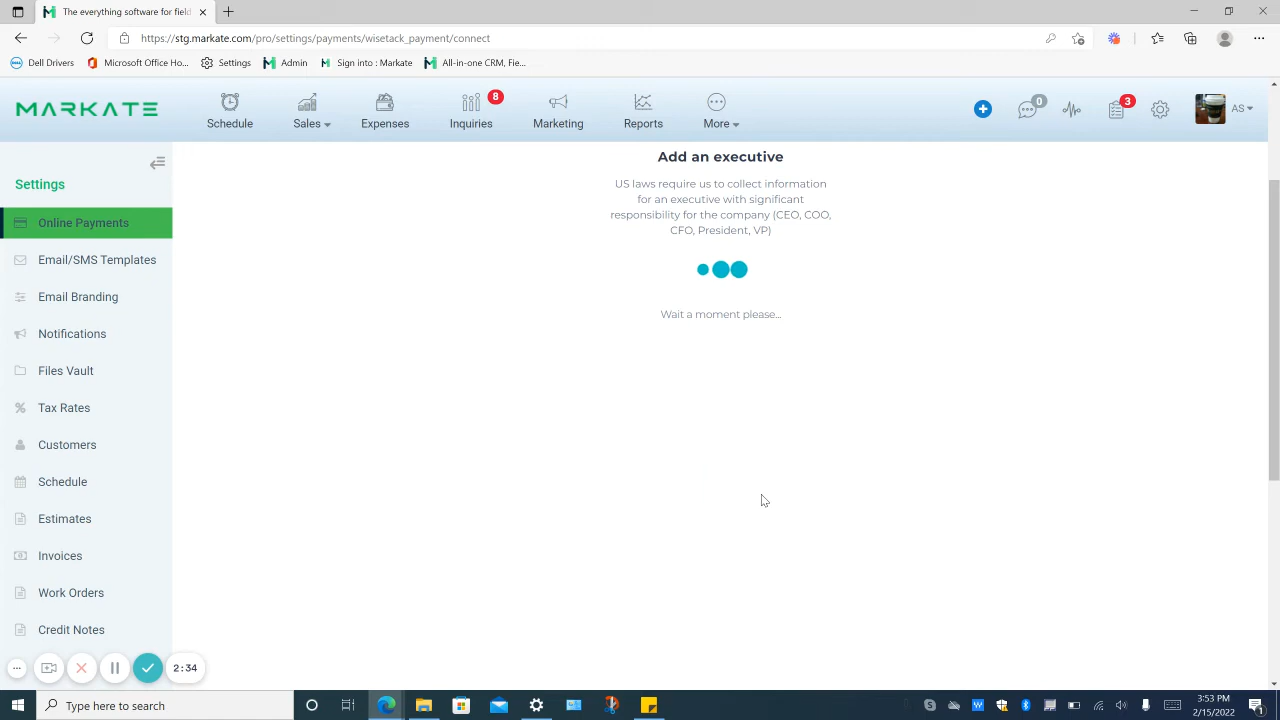 The everything software for field
https://stg.markate.com/pro/settings/payments/wisetack_payment/connect
Dell Drivers
Microsoft Office Ho...
Settings
Admin
Sign into : Markate
All-in-one CRM, Fie...
MARKATE
Schedule
Sales
Expenses
8
Inquiries
Marketing
Reports
More
0
3
AS
Settings
Online Payments
Email/SMS Templates
Email Branding
Notifications
Files Vault
Tax Rates
Customers
Schedule
Estimates
Invoices
Work Orders
Credit Notes
Add an executive
US laws require us to collect information
for an executive with significant
responsibility for the company (CEO, COO,
CFO, President, VP)
Wait a moment please...
2:34
Type here to search
3:53 PM
2/15/2022